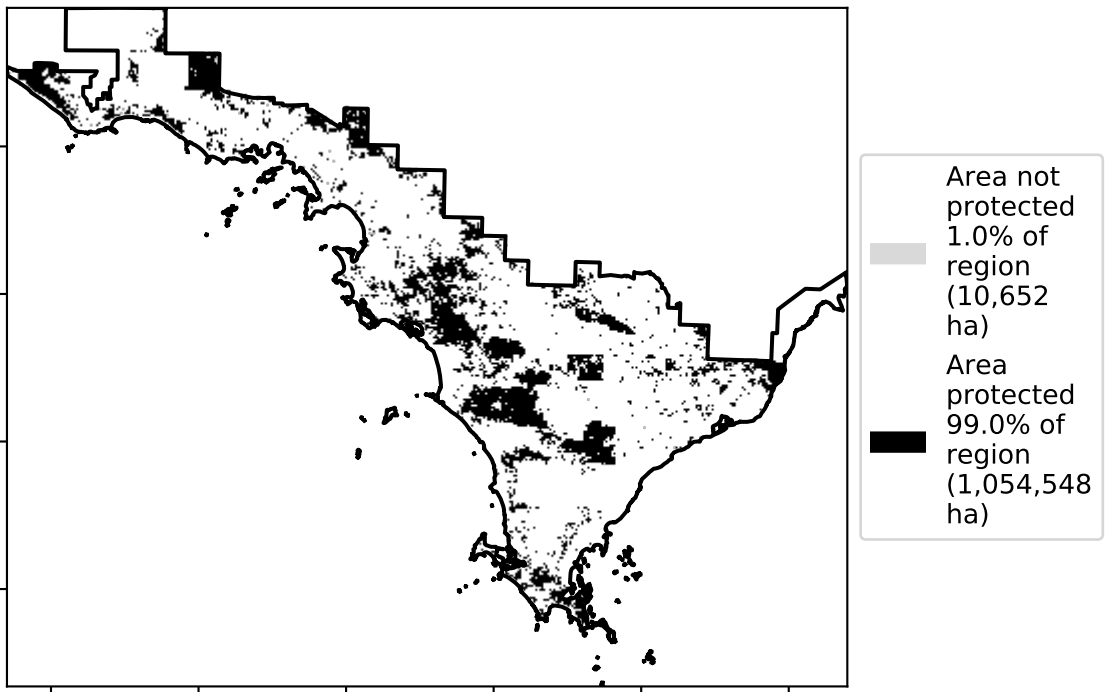 Area not
protected
1.0% of
region
(10,652
ha)
Area
protected
99.0% of
region
(1,054,548
ha)